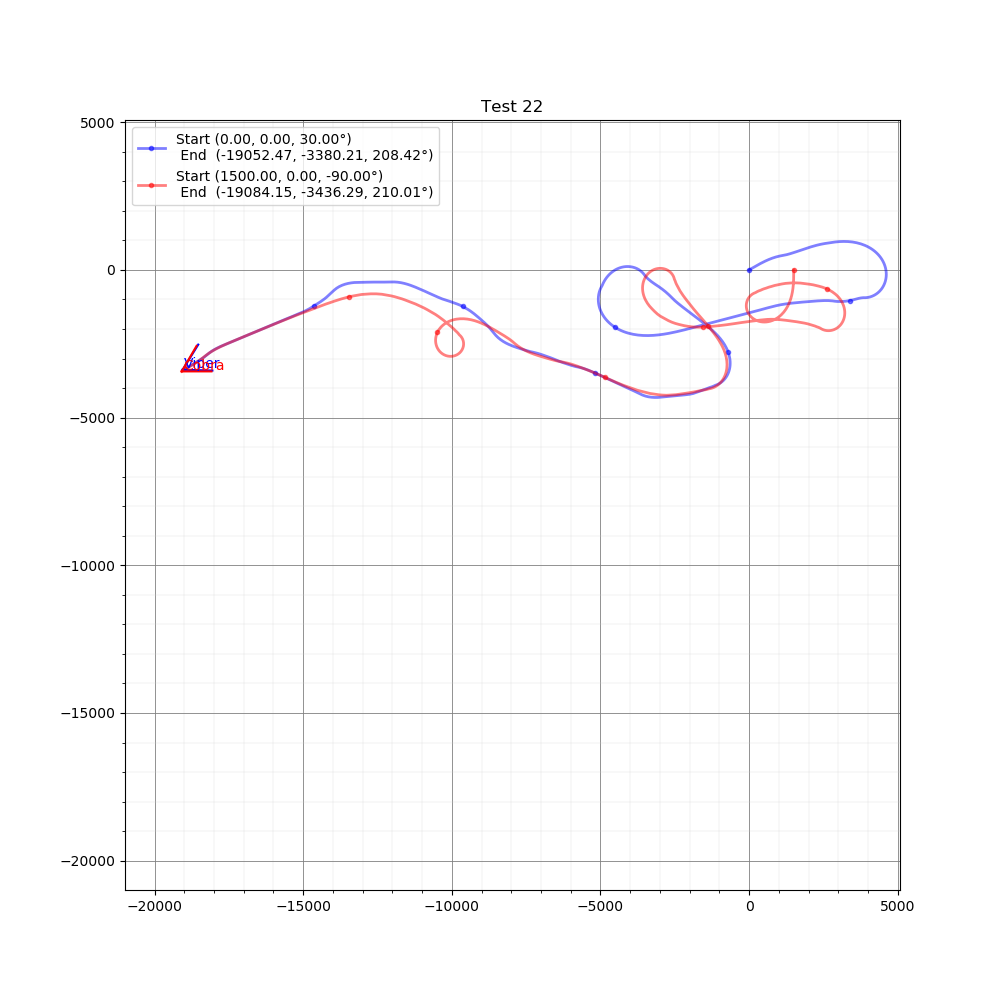 Test 22
Start (0.00, 0.00, 30.00°)
End (-19052.47, -3380.21, 208.42°)
Start (1500.00, 0.00, -90.00°)
End (-19084.15, -3436.29, 210.01°)
5000
0
−5000
−10000
−15000
−20000
Viper
−20000 −15000 −10000 −5000 0 5000